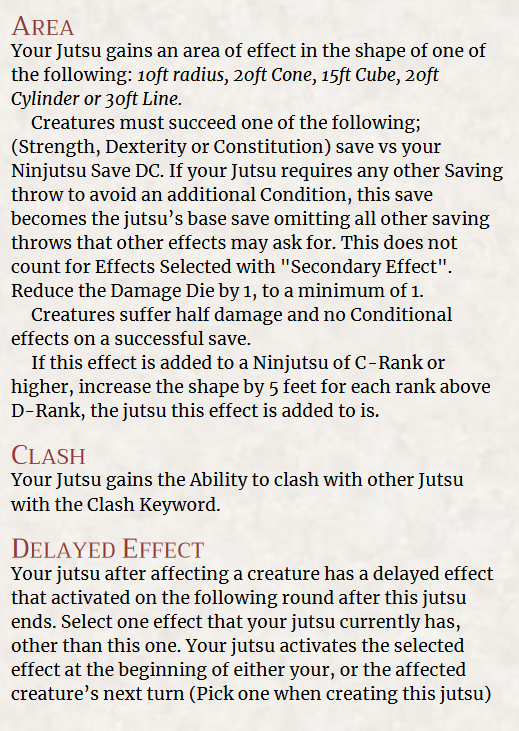 AREA
Your Jutsu gains an area of effect in the shape of one of
the following: 10ft radius, 20ft Cone, 15ft Cube, 20ft
Cylinder or 30ft Line.
Creatures must succeed one of the following;
(Strength, Dexterity or Constitution) save vs your
Ninjutsu Save DC. If your Jutsu requires any other Saving
throw to avoid an additional Condition, this save
becomes the jutsu's base save omitting all other saving
throws that other effects may ask for. This does not
count for Effects Selected with "Secondary Effect".
Reduce the Damage Die by 1, to a minimum of 1.
Creatures suffer half damage and no Conditional
effects on a successful save.
If this effect is added to a Ninjutsu of C-Rank or
higher, increase the shape by 5 feet for each rank above
D-Rank, the jutsu this effect is added to is.
CLASH
Your Jutsu gains the Ability to clash with other Jutsu
with the Clash Keyword.
DELAYED EFFECT
Your jutsu after affecting a creature has a delayed effect
that activated on the following round after this jutsu
ends. Select one effect that your jutsu currently has,
other than this one. Your jutsu activates the selected
effect at the beginning of either your, or the affected
creature's next turn (Pick one when creating this jutsu)